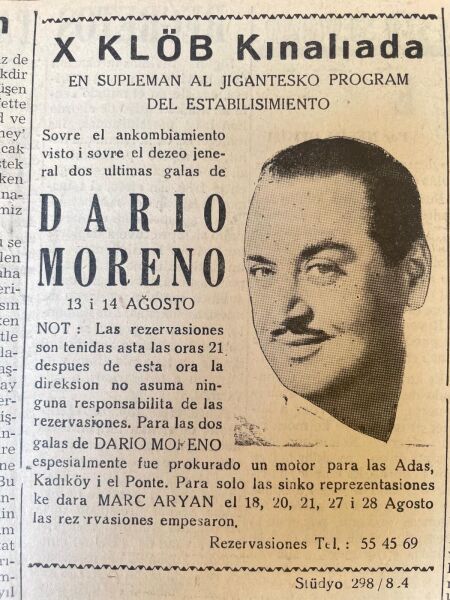 X KLÖB Kınalıada
EN SUPLEMAN AL JIGANTESKO PROGRAM
DEL ESTABILISIMIENTO
Sovre el ankombiamiento
visto i sovre el dezeo jene-
ral dos ultimas galas de
DARIO
MORENO
13 i 14 AĞOSTO
NOT : Las rezervasiones
son tenidas asta las oras 21
despues de esta ora la
direksion no asuma nin-
guna responsabilita de las
rezervasiones. Para las dos
galas de DARIO MORENO
espesialmente fue prokurado un motor para las Adas,
Kadıköy i el Ponte. Para solo las sinko reprezentasiones
ke dara MARC ARYAN el 18, 20, 21, 27 i 28 Agosto
las rezervasiones empesaron.
Rezervasiones Tel. : 55 45 69
Stüdyo 298/8.4